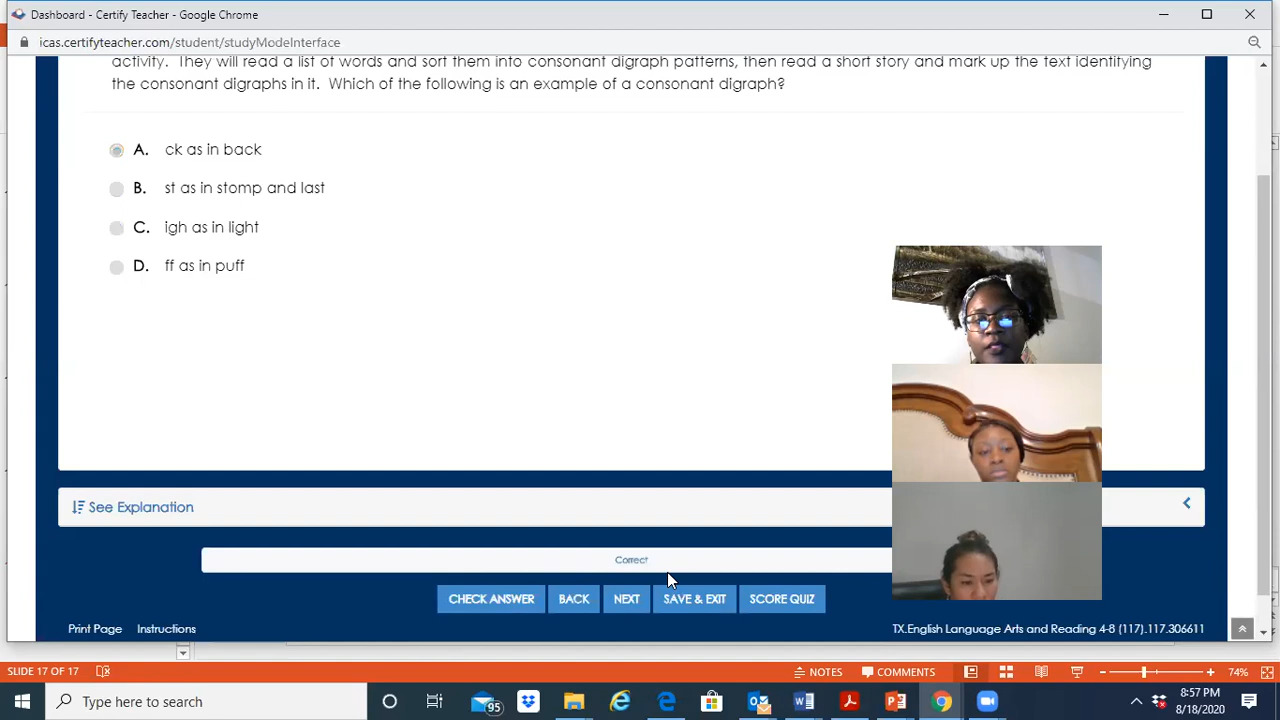 Dashboard - Certify Teacher - Google Chrome
icas.certifyteacher.com/student/studyModeInterface
activity. They will read a list of words and sort them into consonant digraph patterns, then read a short story and mark up the text identifying
the consonant digraphs in it. Which of the following is an example of a consonant digraph?
A. ck as in back
B. st as in stomp and last
C. igh as in light
D. ff as in puff
See Explanation
Correct
CHECK ANSWER BACK NEXT SAVE & EXIT SCORE QUIZ
Print Page Instructions TX.English Language Arts and Reading 4-8 (117).117.306611
SLIDE 17 OF 17 NOTES COMMENTS 74%
Type here to search 95 8:57 PM
8/18/2020